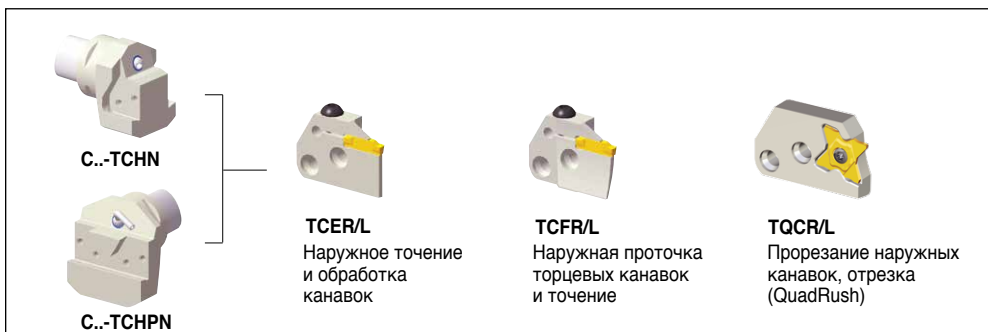 C..-TCHN
C..-TCHPN
TCER/L
Наружное точение
и обработка
канавок
TCFR/L
Наружная проточка
торцевых канавок
и точение
TQCR/L
Прорезание наружных
канавок, отрезка
(QuadRush)